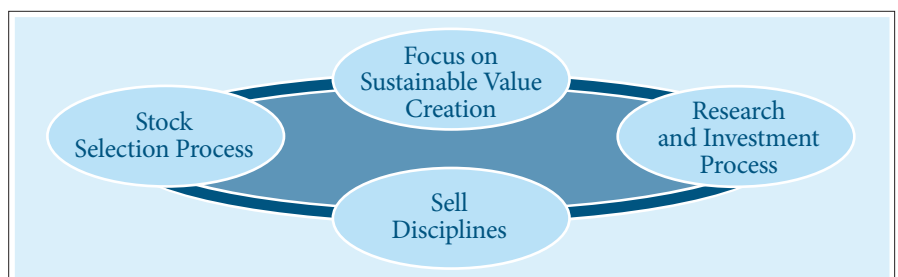 Focus on
Sustainable Value
Creation
Stock
Selection Process
Research
and Investment
Process
Sell
Disciplines